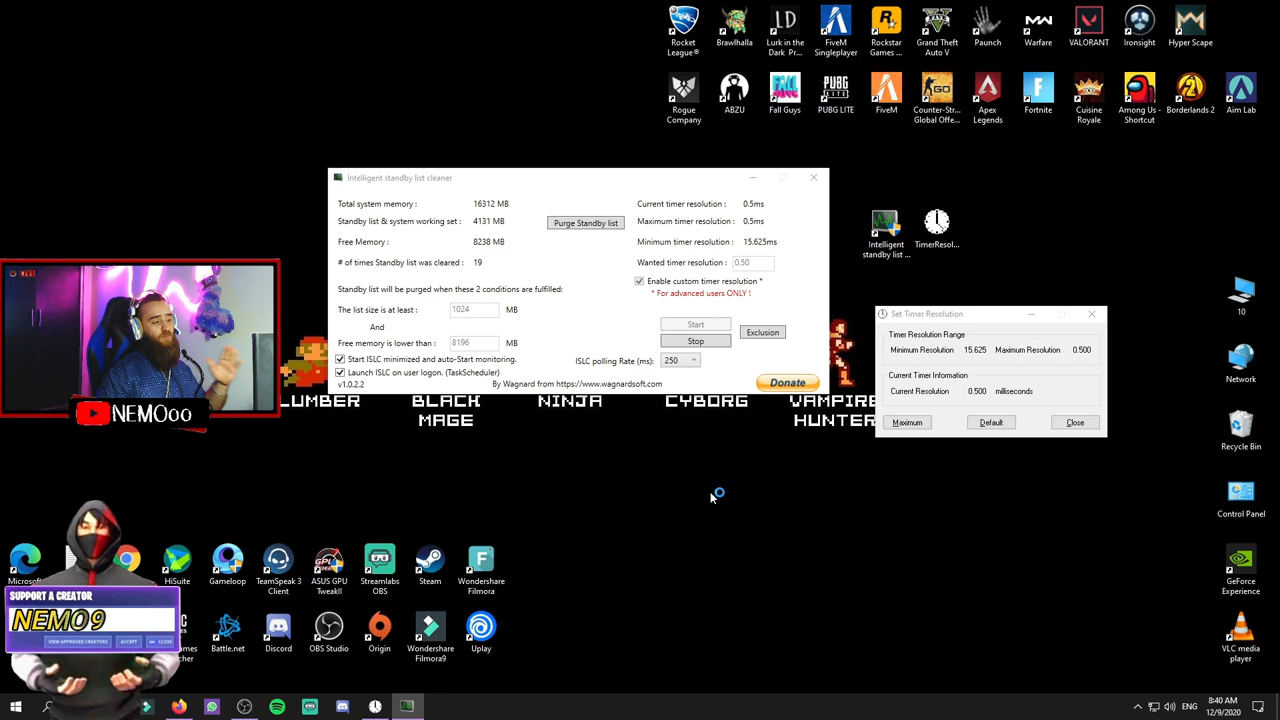 Rocket
League®
Brawlhalla
Lurk in the
Dark Pr...
FiveM
Singleplayer
Rockstar
Games ...
Grand Theft
Auto V
Paunch
Warfare
VALORANT
Ironsight
Hyper Scape
Rogue
Company
ABZU
Fall Guys
PUBG LITE
FiveM
Counter-Str...
Global Offe...
Apex
Legends
Fortnite
Cuisine
Royale
Among Us -
Shortcut
Borderlands 2
Aim Lab
Intelligent standby list cleaner
Total system memory : 16312 MB
Standby list & system working set : 4131 MB
Purge Standby list
Free Memory : 8238 MB
# of times Standby list was cleared : 19
Standby list will be purged when these 2 conditions are fulfilled:
The list size is at least : 1024 MB
And
Free memory is lower than : 8196 MB
Start ISLC minimized and auto-Start monitoring.
Launch ISLC on user logon. (TaskScheduler)
v1.0.2.2
By Wagnard from https://www.wagnardsoft.com
Current timer resolution : 0.5ms
Maximum timer resolution : 0.5ms
Minimum timer resolution : 15.625ms
Wanted timer resolution : 0.50
Enable custom timer resolution *
* For advanced users ONLY !
Start
Stop
Exclusion
ISLC polling Rate (ms): 250
Donate
Intelligent
standby list ...
TimerResol...
Set Timer Resolution
Timer Resolution Range
Minimum Resolution 15.625 Maximum Resolution 0.500
Current Timer Information
Current Resolution 0.500 milliseconds
Maximum Default Close
LIVE
NEMOoo
LUMBER
BLACK
MAGE
NINJA
CYBORG
VAMPIRE
HUNTER
10
Network
Recycle Bin
Control Panel
GeForce
Experience
VLC media
player
Microsof
HiSuite
Gameloop
TeamSpeak 3
Client
ASUS GPU
TweakII
Streamlabs
OBS
Steam
Wondershare
Filmora
SUPPORT A CREATOR
NEMO9
VIEW APPROVED CREATORS
ACCEPT
CLOSE
Battle.net
Discord
OBS Studio
Origin
Wondershare
Filmora9
Uplay
ENG
8:40 AM
12/9/2020